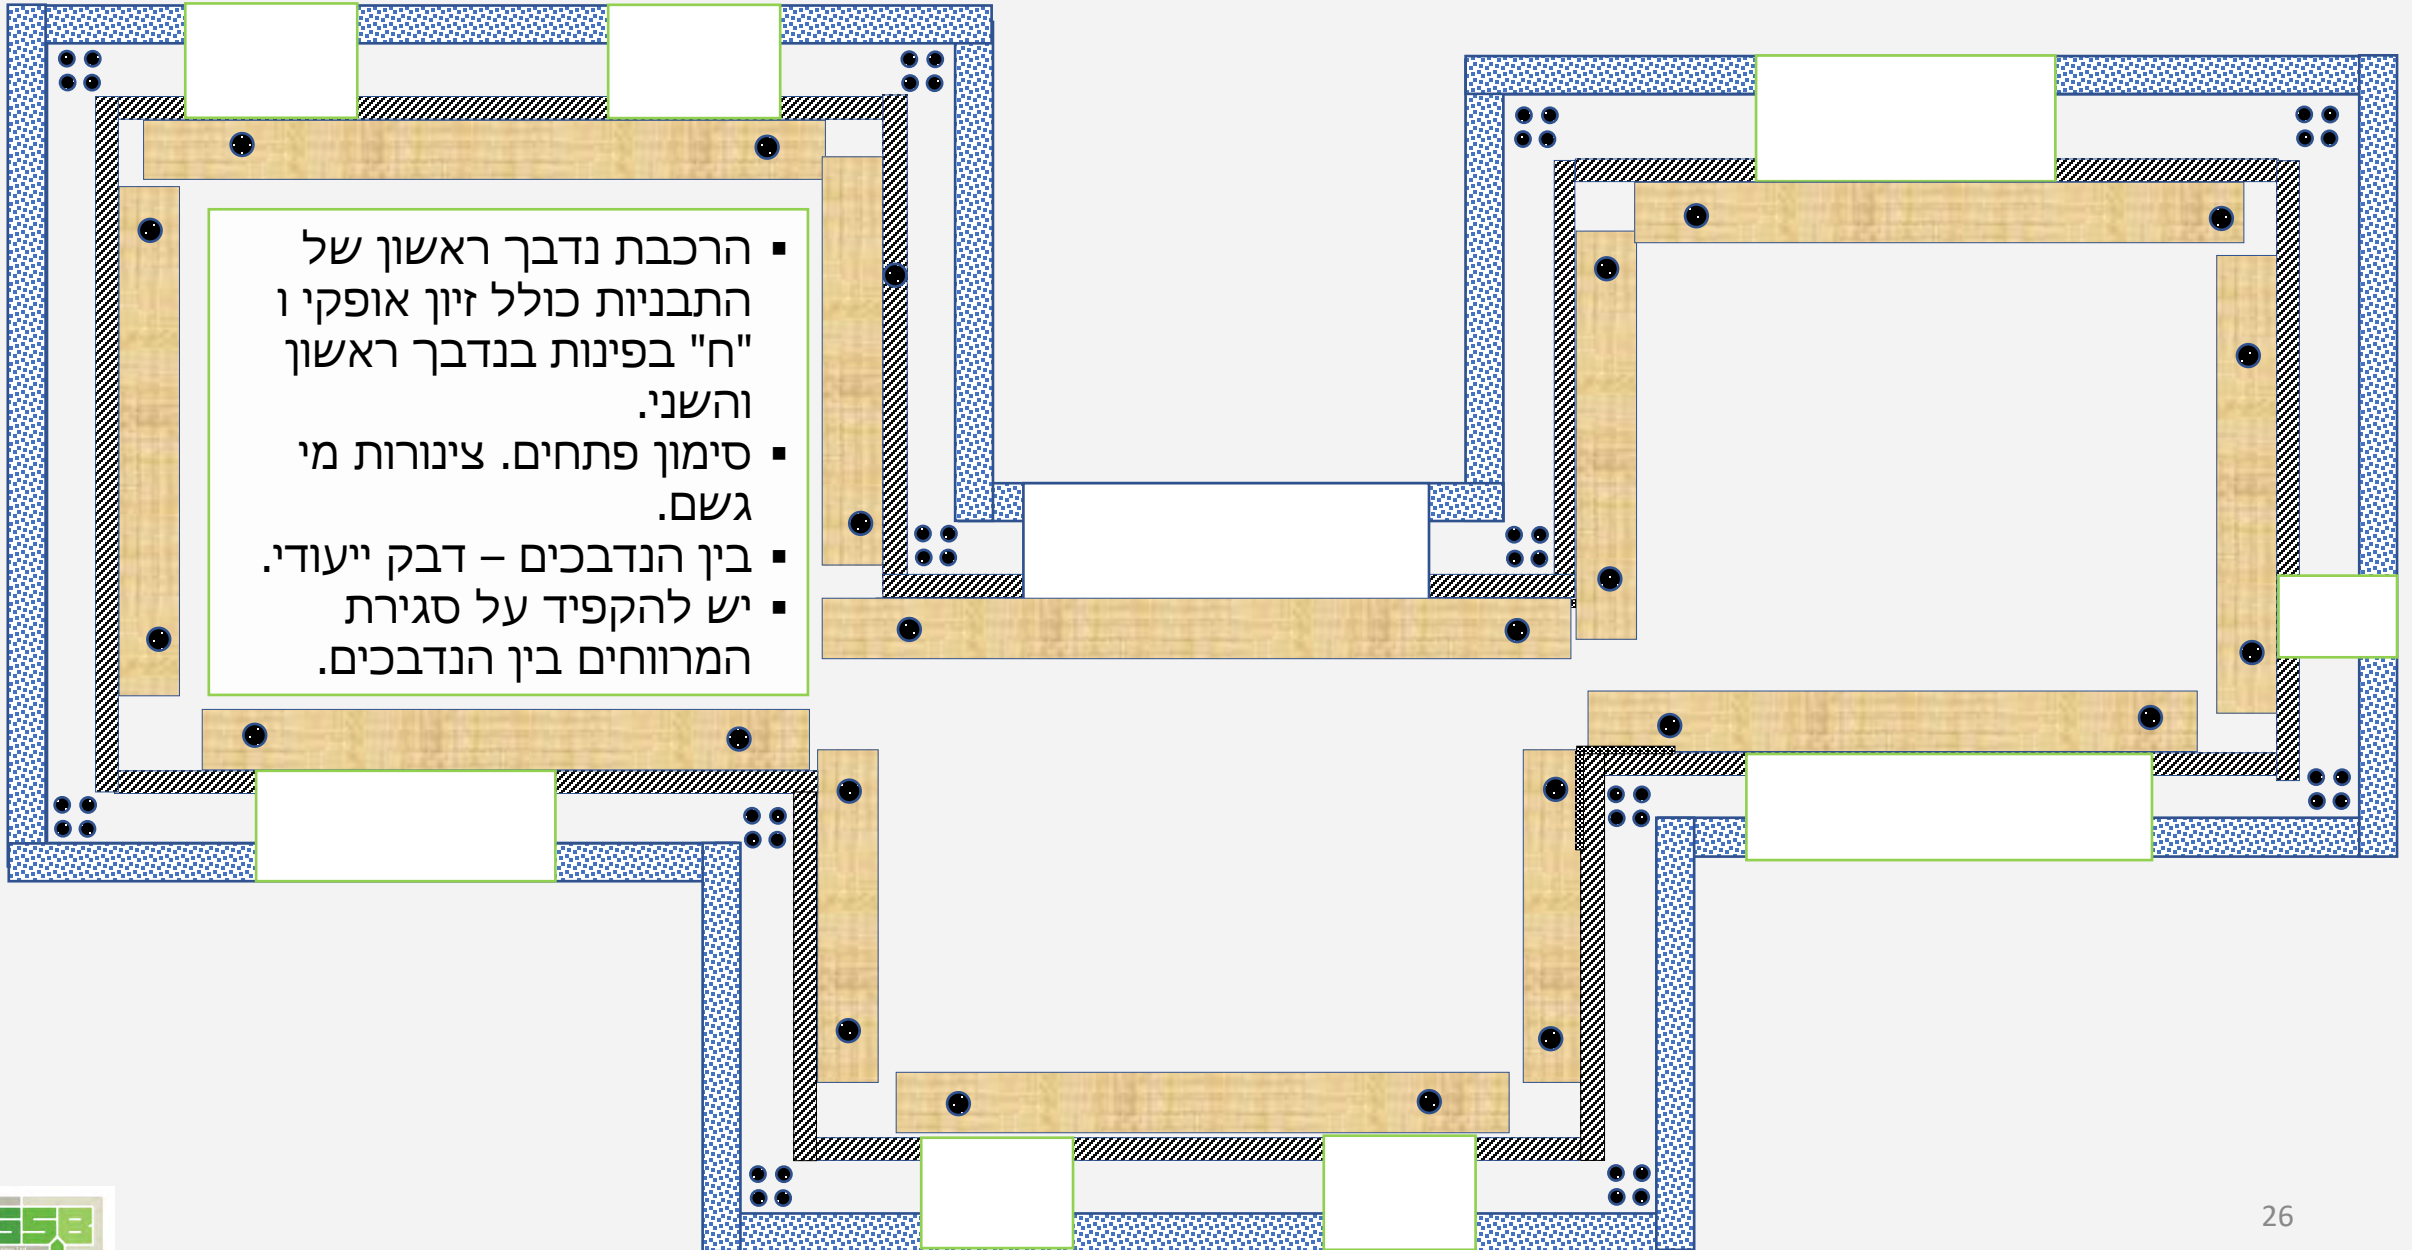 ▪ הרכבת נדבך ראשון של
התבניות כולל זיון אופקי ו
"ח" בפינות בנדבך ראשון
והשני.
▪ סימון פתחים. צינורות מי
גשם.
▪ בין הנדבכים – דבק ייעודי.
▪ יש להקפיד על סגירת
המרווחים בין הנדבכים.
26